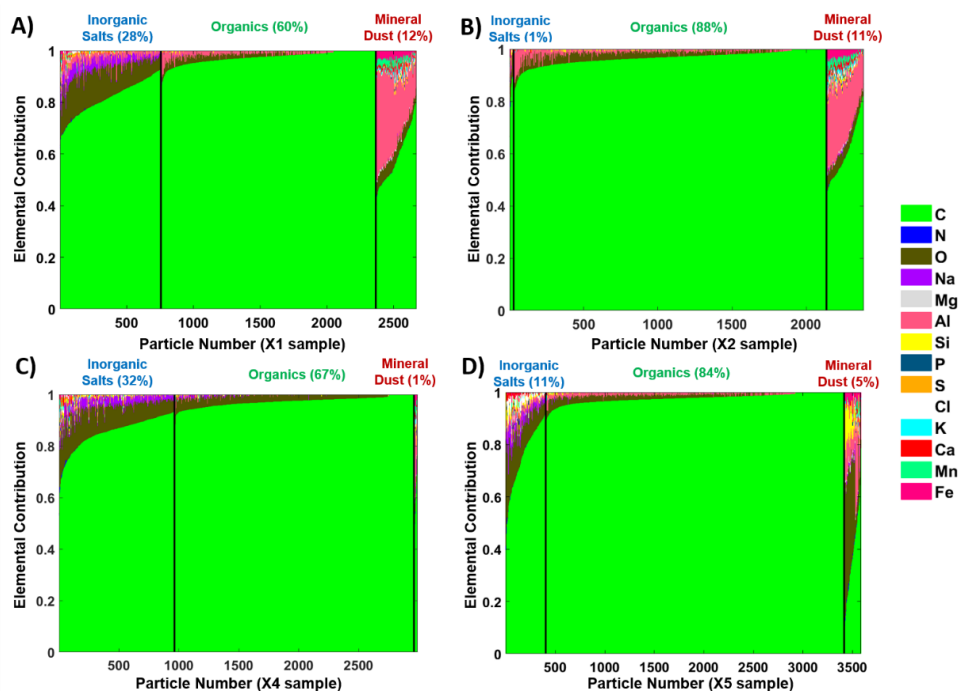 A)
Inorganic
Salts (28%)
Organics (60%)
Mineral
Dust (12%)
1
0.8
0.6
0.4
0.2
0
Elemental Contribution
500
1000
1500
2000
2500
Particle Number (X1 sample)
B)
Inorganic
Salts (1%)
Organics (88%)
Mineral
Dust (11%)
1
0.8
0.6
0.4
0.2
0
Elemental Contribution
500
1000
1500
2000
Particle Number (X2 sample)
C)
Inorganic
Salts (32%)
Organics (67%)
Mineral
Dust (1%)
1
0.8
0.6
0.4
0.2
0
Elemental Contribution
500
1000
1500
2000
2500
Particle Number (X4 sample)
D)
Inorganic
Salts (11%)
Organics (84%)
Mineral
Dust (5%)
1
0.8
0.6
0.4
0.2
0
Elemental Contribution
500
1000
1500
2000
2500
3000
3500
Particle Number (X5 sample)
C
N
O
Na
Mg
Al
Si
P
S
Cl
K
Ca
Mn
Fe